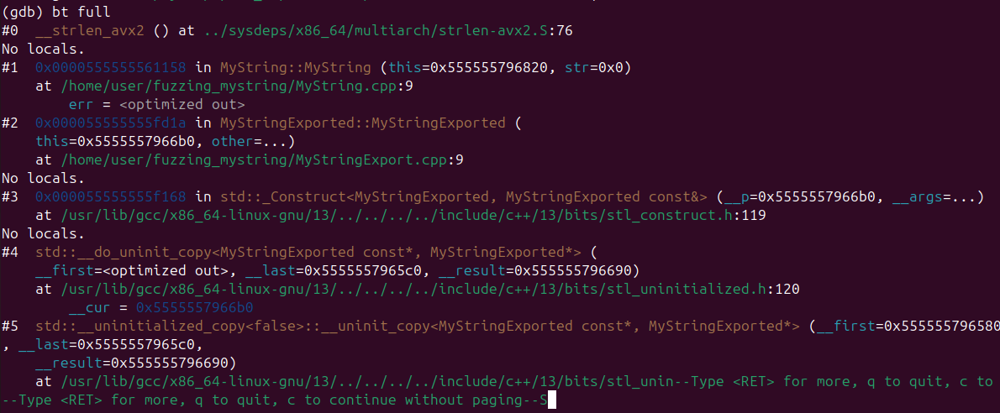 (gdb) bt full
#0  __strlen_avx2 () at ../sysdeps/x86_64/multiarch/strlen-avx2.S:76
No locals.
#1  0x0000555555561158 in MyString::MyString (this=0x555555796820, str=0x0)
    at /home/user/fuzzing_mystring/MyString.cpp:9
        err = <optimized out>
#2  0x000055555555fd1a in MyStringExported::MyStringExported (
    this=0x5555557966b0, other=...)
    at /home/user/fuzzing_mystring/MyStringExport.cpp:9
No locals.
#3  0x000055555555f168 in std::_Construct<MyStringExported, MyStringExported const&> (__p=0x5555557966b0, __args=...)
    at /usr/lib/gcc/x86_64-linux-gnu/13/../../../../include/c++/13/bits/stl_construct.h:119
No locals.
#4  std::__do_uninit_copy<MyStringExported const*, MyStringExported*> (
    __first=<optimized out>, __last=0x5555557965c0, __result=0x555555796690)
    at /usr/lib/gcc/x86_64-linux-gnu/13/../../../../include/c++/13/bits/stl_uninitialized.h:120
        __cur = 0x5555557966b0
#5  std::__uninitialized_copy<false>::__uninit_copy<MyStringExported const*, MyStringExported*> (__first=0x555555796580
, __last=0x5555557965c0,
    __result=0x555555796690)
    at /usr/lib/gcc/x86_64-linux-gnu/13/../../../../include/c++/13/bits/stl_unin--Type <RET> for more, q to quit, c to
--Type <RET> for more, q to quit, c to continue without paging--S